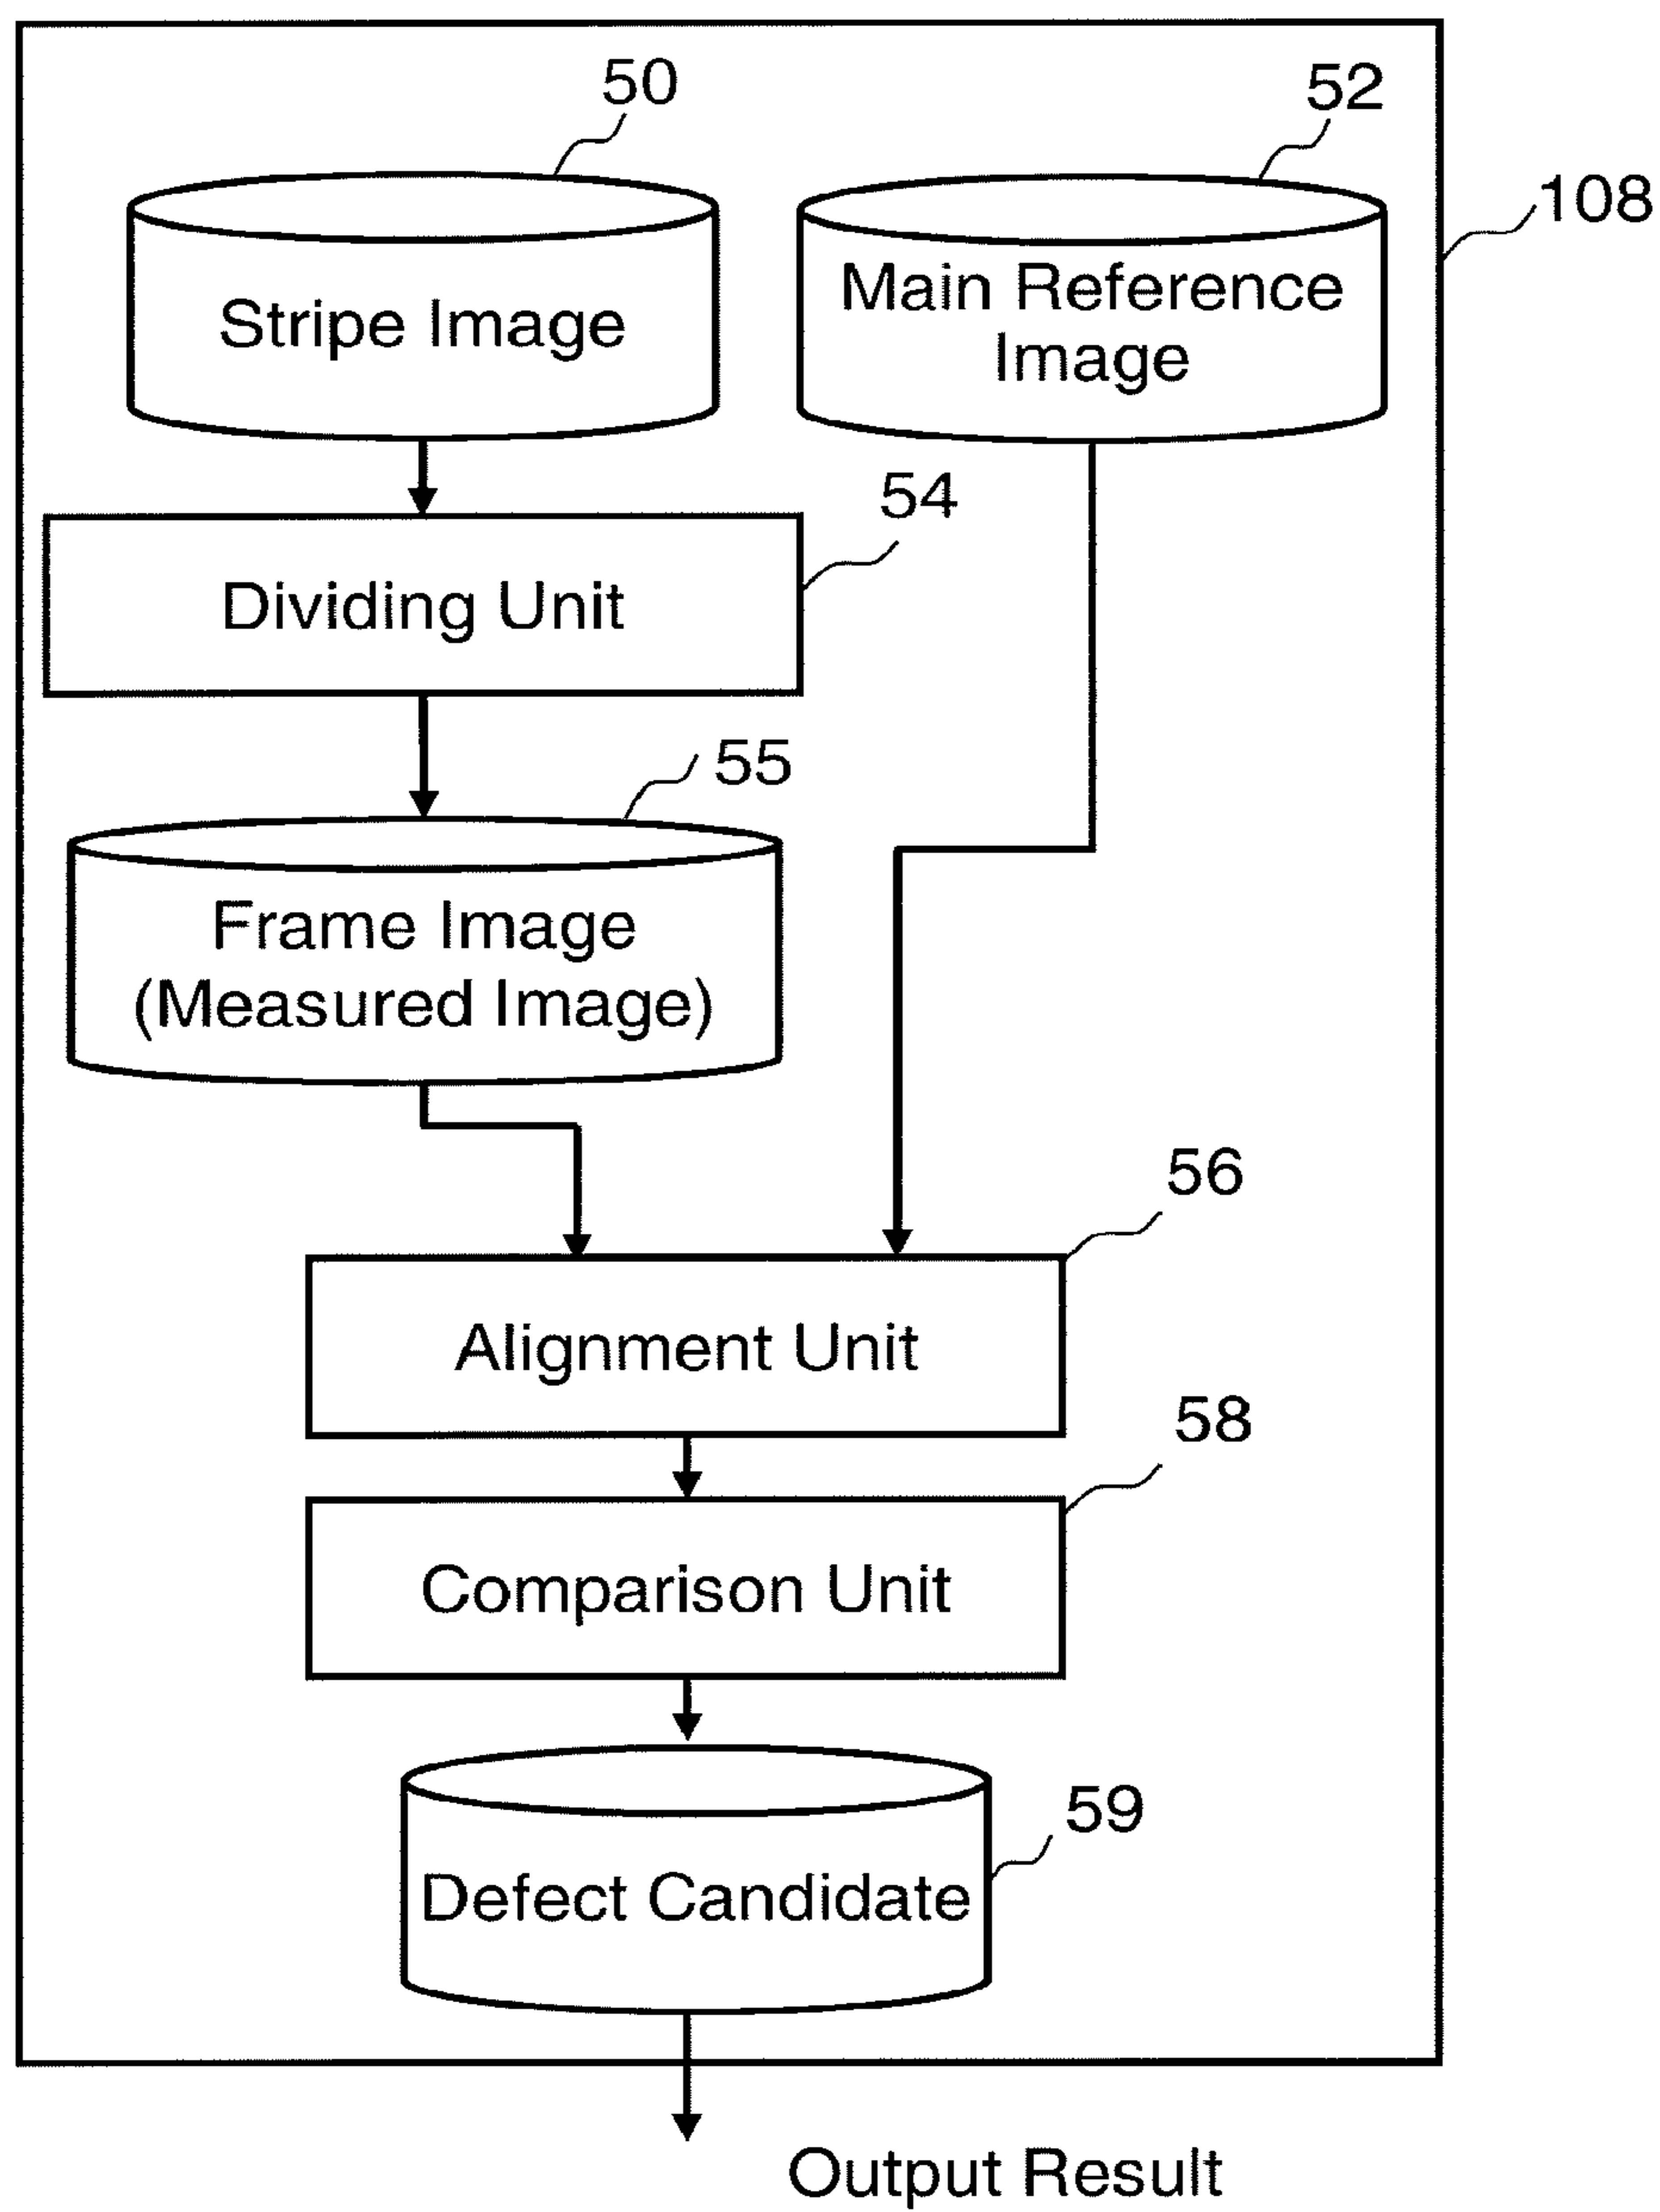 50
52
108
Stripe Image
Main Reference
Image
54
Dividing Unit
55
Frame Image
(Measured Image)
56
Alignment Unit
58
Comparison Unit
59
Defect Candidate
Output Result